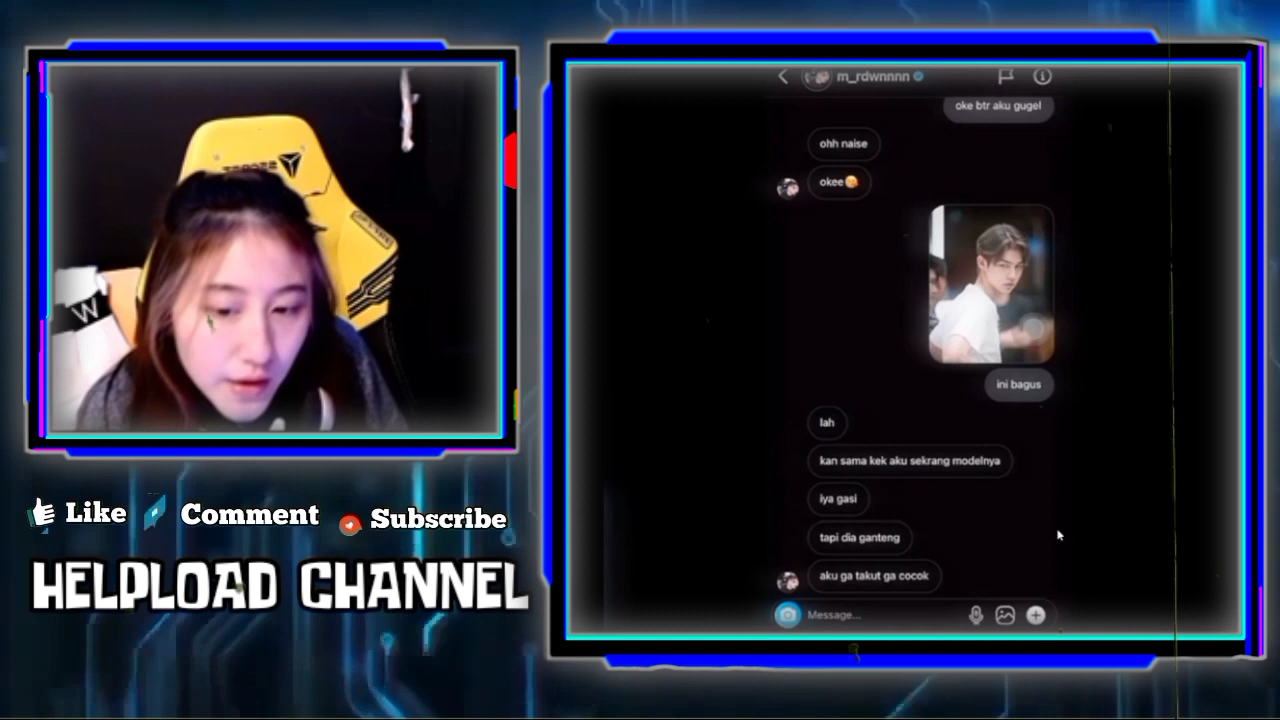 W
Like
Comment
Subscribe
HELPLOAD CHANNEL
m_rdwnnnn
oke btr aku gugel
ohh naise
okee
ini bagus
lah
kan sama kek aku sekrang modelnya
iya gasi
tapi dia ganteng
aku ga takut ga cocok
Message...